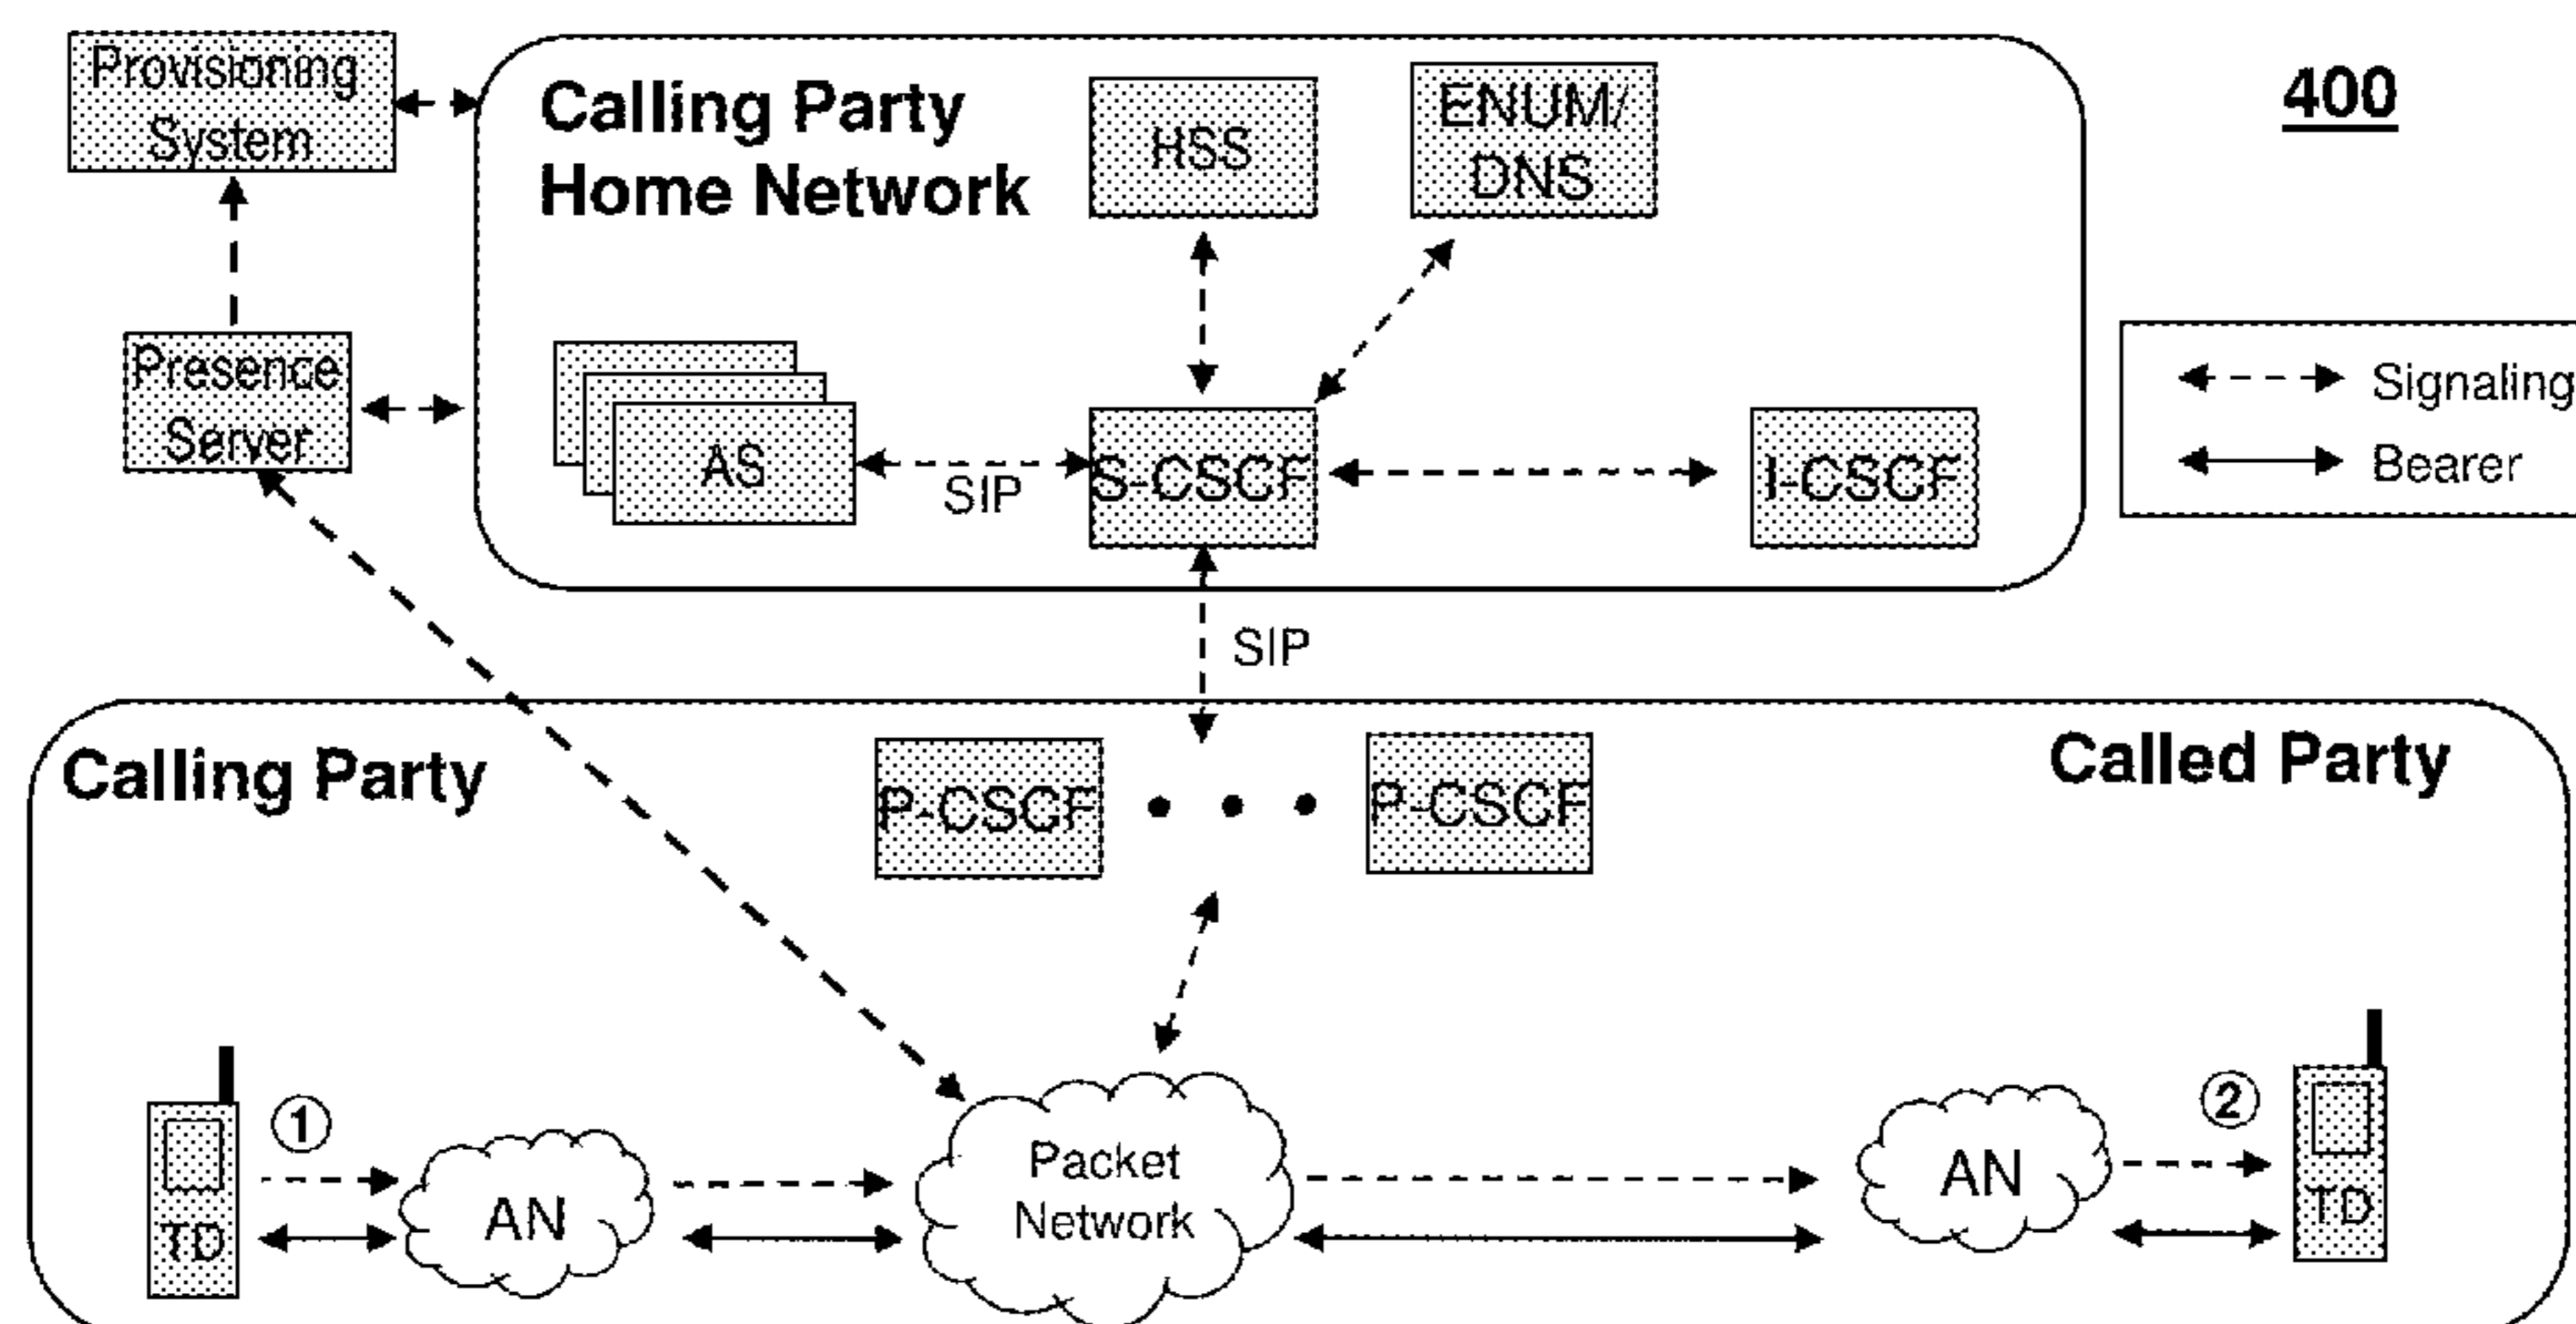 Provisioning
System
Calling Party
Home Network
HSS
ENUM/
DNS
400
Presence
Server
AS
SIP
S-CSCF
I-CSCF
Signaling
Bearer
SIP
Calling Party
P-CSCF
P-CSCF
Called Party
1
TD
AN
Packet
Network
AN
2
TD